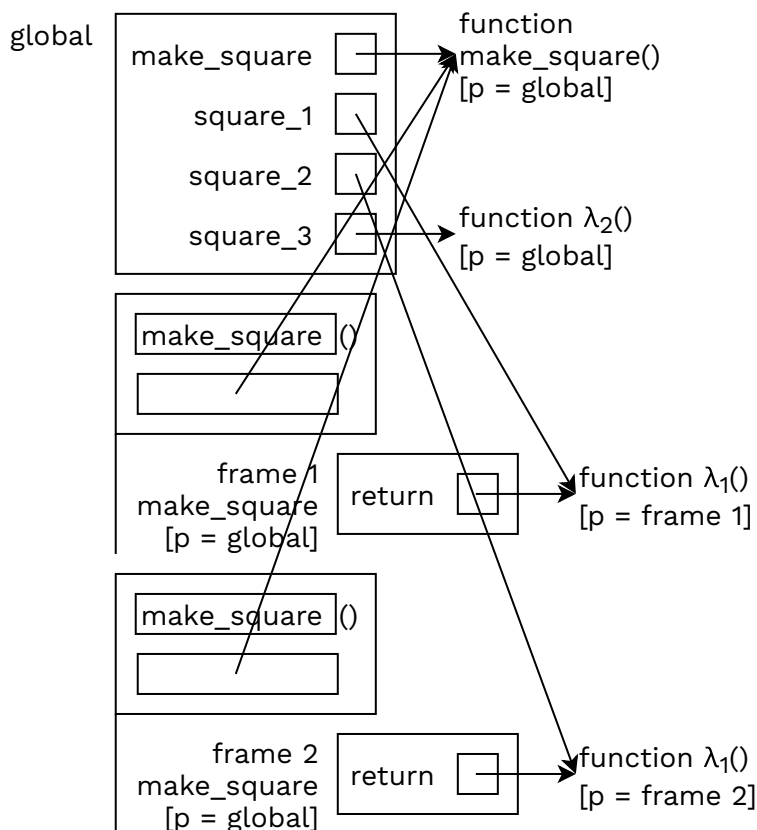 global
make_square
function
make_square()
[p = global]
square_1
square_2
square_3
function λ₂()
[p = global]
make_square ()
frame 1
make_square
[p = global]
return
function λ₁()
[p = frame 1]
make_square ()
frame 2
make_square
[p = global]
return
function λ₁()
[p = frame 2]